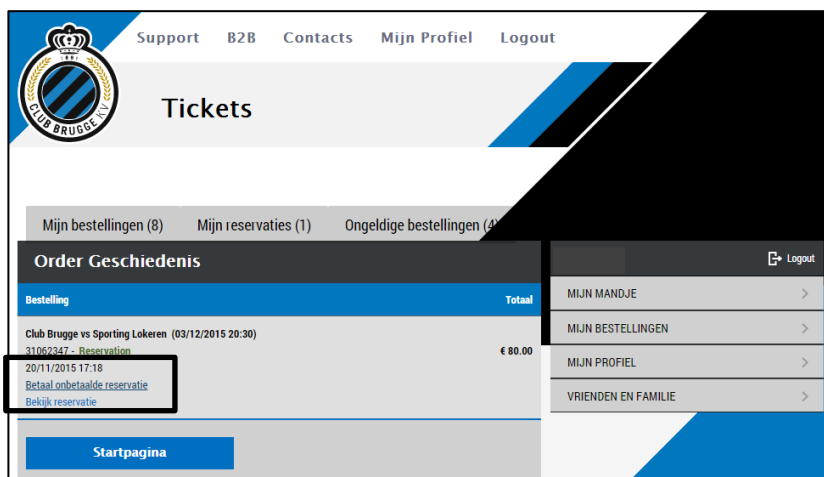 Support B2B Contacts Mijn Profiel Logout
1891
CLUB BRUGGE KV
Tickets
Mijn bestellingen (8) Mijn reservaties (1) Ongeldige bestellingen (4)
Order Geschiedenis
Logout
Bestelling Totaal
MIJN MANDJE
Club Brugge vs Sporting Lokeren (03/12/2015 20:30)
MIJN BESTELLINGEN
31062347 - Reservation € 80.00
20/11/2015 17:18
MIJN PROFIEL
Betaal onbetaalde reservatie
Bekijk reservatie
VRIENDEN EN FAMILIE
Startpagina